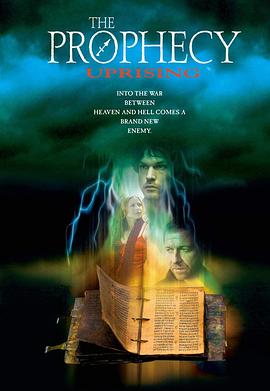 THE
PROPHECY
UPRISING
INTO THE WAR
BETWEEN
HEAVEN AND HELL COMES A
BRAND NEW
ENEMY.